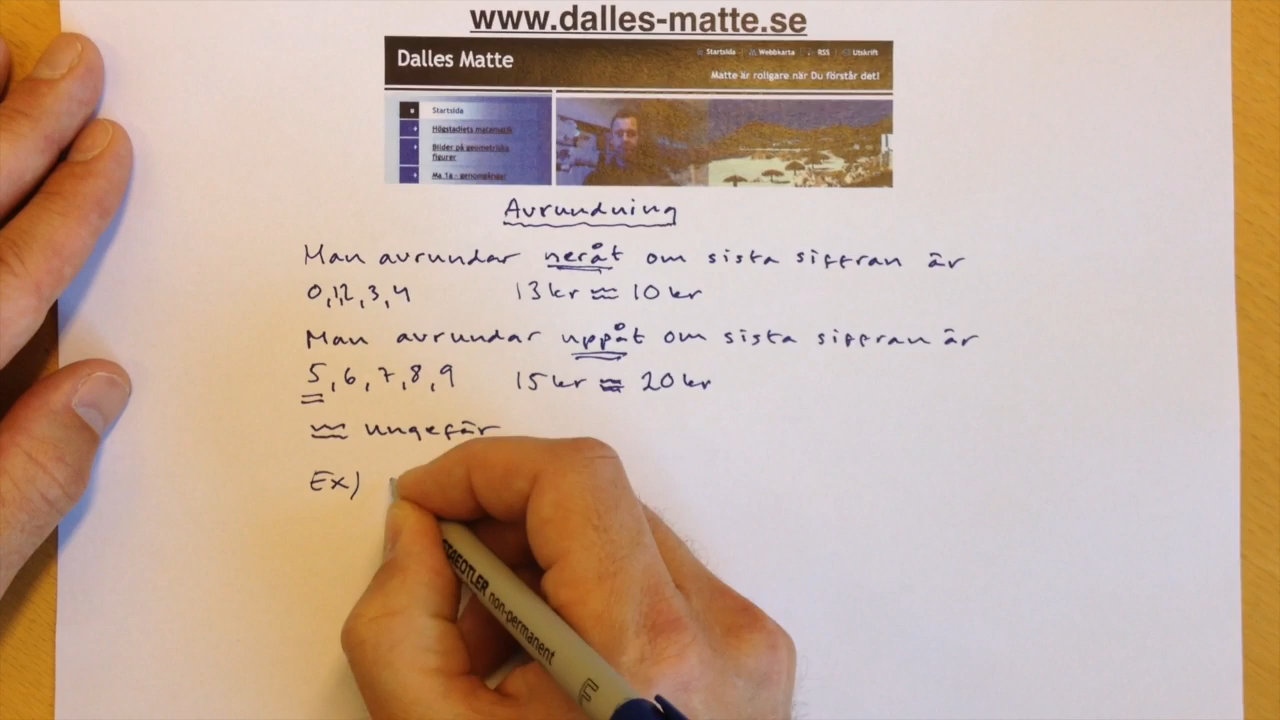 www.dalles-matte.se
Dalles Matte
Startsida Webbkarta RSS Utskrift
Matte är roligare när Du förstår det!
Startsida
Högstadiets matematik
Bilder på geometriska
figurer
Ma 1a - genomgångar
Avrundning
Man avrundar neråt om sista siffran är
0,1,2,3,4 13kr ≈ 10kr
Man avrundar uppåt om sista siffran är
5,6,7,8,9 15kr ≈ 20kr
≈ ungefär
Ex)
STAEDTLER non-permanent
F